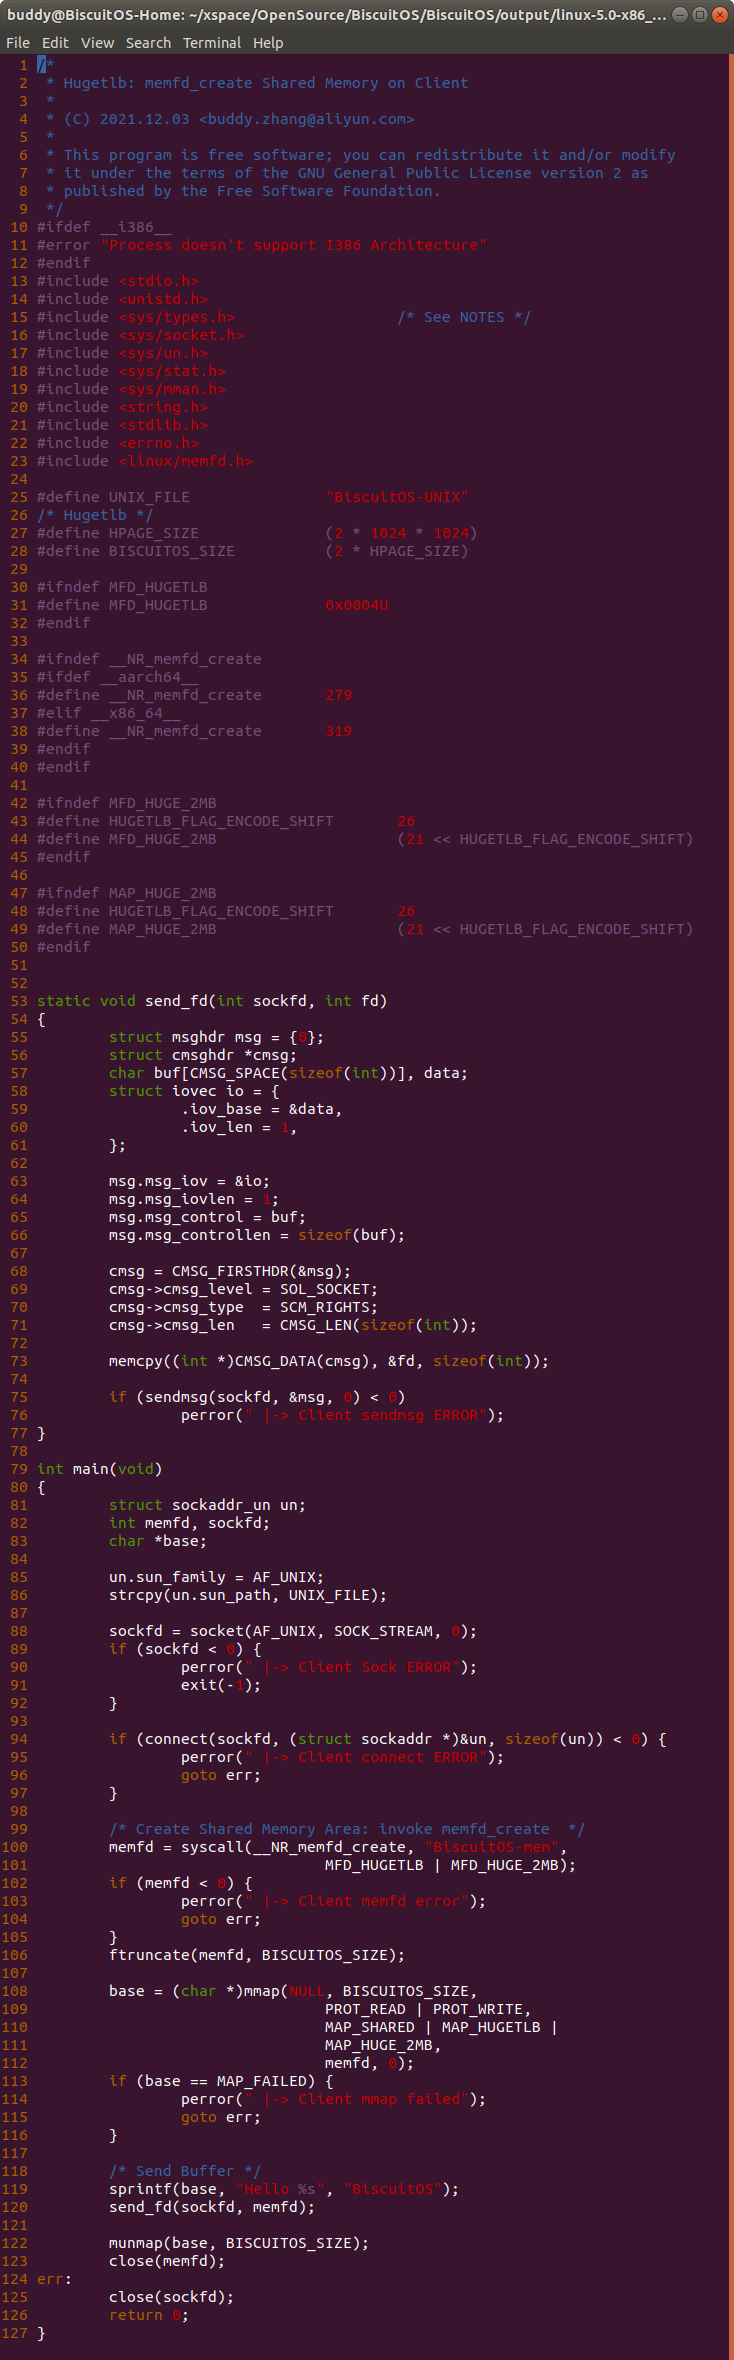 buddy@BiscuitOS-Home: ~/xspace/OpenSource/BiscuitOS/BiscuitOS/output/linux-5.0-x86_...
File Edit View Search Terminal Help
1 /*
2  * Hugetlb: memfd_create Shared Memory on Client
3  *
4  * (C) 2021.12.03 <buddy.zhang@aliyun.com>
5  *
6  * This program is free software; you can redistribute it and/or modify
7  * it under the terms of the GNU General Public License version 2 as
8  * published by the Free Software Foundation.
9  */
10 #ifdef __i386__
11 #error "Process doesn't support I386 Architecture"
12 #endif
13 #include <stdio.h>
14 #include <unistd.h>
15 #include <sys/types.h>                  /* See NOTES */
16 #include <sys/socket.h>
17 #include <sys/un.h>
18 #include <sys/stat.h>
19 #include <sys/mman.h>
20 #include <string.h>
21 #include <stdlib.h>
22 #include <errno.h>
23 #include <linux/memfd.h>
24
25 #define UNIX_FILE               "BiscuitOS-UNIX"
26 /* Hugetlb */
27 #define HPAGE_SIZE              (2 * 1024 * 1024)
28 #define BISCUITOS_SIZE          (2 * HPAGE_SIZE)
29
30 #ifndef MFD_HUGETLB
31 #define MFD_HUGETLB             0x0004U
32 #endif
33
34 #ifndef __NR_memfd_create
35 #ifdef __aarch64__
36 #define __NR_memfd_create       279
37 #elif __x86_64__
38 #define __NR_memfd_create       319
39 #endif
40 #endif
41
42 #ifndef MFD_HUGE_2MB
43 #define HUGETLB_FLAG_ENCODE_SHIFT       26
44 #define MFD_HUGE_2MB                    (21 << HUGETLB_FLAG_ENCODE_SHIFT)
45 #endif
46
47 #ifndef MAP_HUGE_2MB
48 #define HUGETLB_FLAG_ENCODE_SHIFT       26
49 #define MAP_HUGE_2MB                    (21 << HUGETLB_FLAG_ENCODE_SHIFT)
50 #endif
51
52
53 static void send_fd(int sockfd, int fd)
54 {
55         struct msghdr msg = {0};
56         struct cmsghdr *cmsg;
57         char buf[CMSG_SPACE(sizeof(int))], data;
58         struct iovec io = {
59                 .iov_base = &data,
60                 .iov_len = 1,
61         };
62
63         msg.msg_iov = &io;
64         msg.msg_iovlen = 1;
65         msg.msg_control = buf;
66         msg.msg_controllen = sizeof(buf);
67
68         cmsg = CMSG_FIRSTHDR(&msg);
69         cmsg->cmsg_level = SOL_SOCKET;
70         cmsg->cmsg_type  = SCM_RIGHTS;
71         cmsg->cmsg_len   = CMSG_LEN(sizeof(int));
72
73         memcpy((int *)CMSG_DATA(cmsg), &fd, sizeof(int));
74
75         if (sendmsg(sockfd, &msg, 0) < 0)
76                 perror(" |-> Client sendmsg ERROR");
77 }
78
79 int main(void)
80 {
81         struct sockaddr_un un;
82         int memfd, sockfd;
83         char *base;
84
85         un.sun_family = AF_UNIX;
86         strcpy(un.sun_path, UNIX_FILE);
87
88         sockfd = socket(AF_UNIX, SOCK_STREAM, 0);
89         if (sockfd < 0) {
90                 perror(" |-> Client Sock ERROR");
91                 exit(-1);
92         }
93
94         if (connect(sockfd, (struct sockaddr *)&un, sizeof(un)) < 0) {
95                 perror(" |-> Client connect ERROR");
96                 goto err;
97         }
98
99         /* Create Shared Memory Area: invoke memfd_create  */
100         memfd = syscall(__NR_memfd_create, "BiscuitOS-mem",
101                                 MFD_HUGETLB | MFD_HUGE_2MB);
102         if (memfd < 0) {
103                 perror(" |-> Client memfd error");
104                 goto err;
105         }
106         ftruncate(memfd, BISCUITOS_SIZE);
107
108         base = (char *)mmap(NULL, BISCUITOS_SIZE,
109                                 PROT_READ | PROT_WRITE,
110                                 MAP_SHARED | MAP_HUGETLB |
111                                 MAP_HUGE_2MB,
112                                 memfd, 0);
113         if (base == MAP_FAILED) {
114                 perror(" |-> Client mmap failed");
115                 goto err;
116         }
117
118         /* Send Buffer */
119         sprintf(base, "Hello %s", "BiscuitOS");
120         send_fd(sockfd, memfd);
121
122         munmap(base, BISCUITOS_SIZE);
123         close(memfd);
124 err:
125         close(sockfd);
126         return 0;
127 }